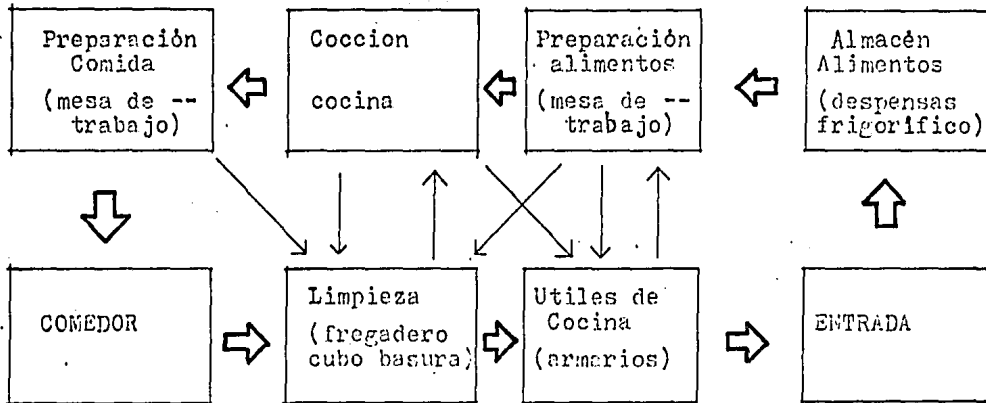 Preparación
Comida
(mesa de --
trabajo)
Coccion
cocina
Preparación
alimentos
(mesa de --
trabajo)
Almacén
Alimentos
(despensas
frigorífico)
COMEDOR
Limpieza
(fregadero
cubo basura)
Utiles de
Cocina
(armarios)
ENTRADA